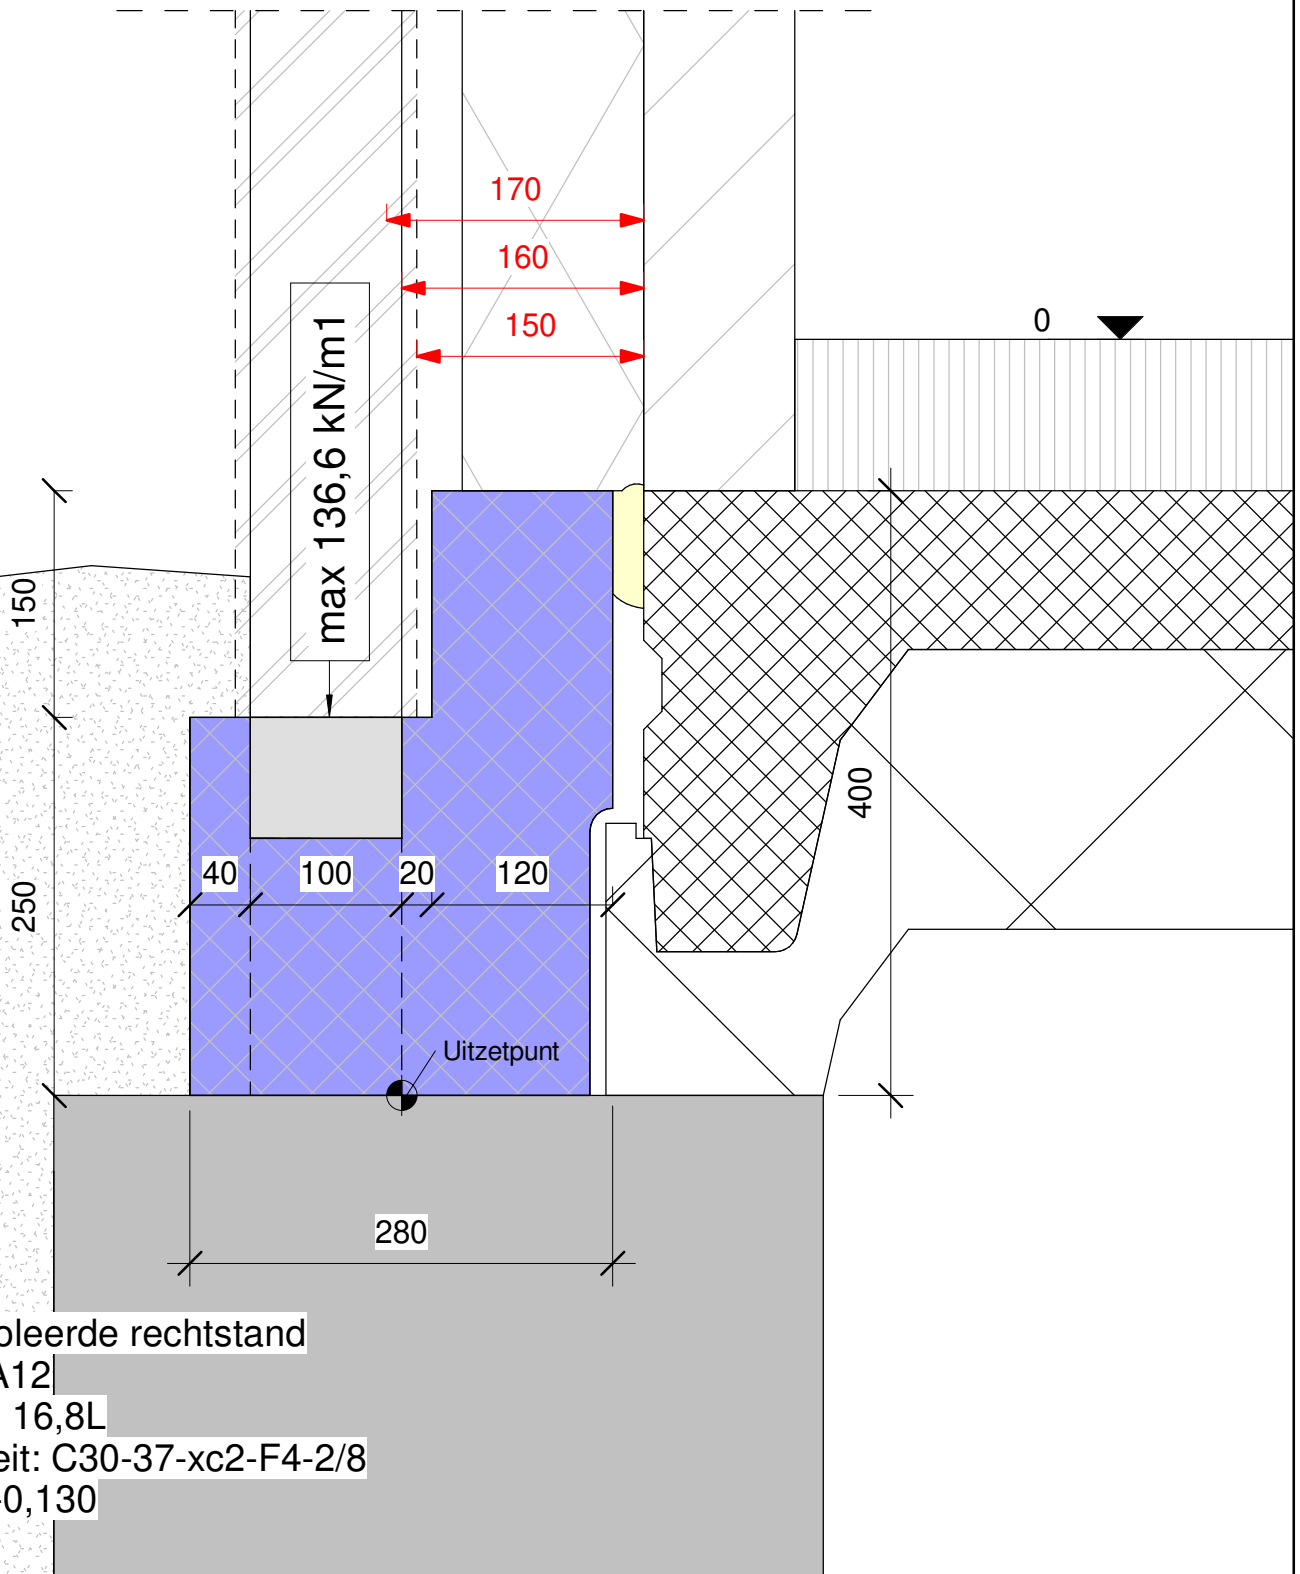 170
160
150
0
max 136,6 kN/m1
150
400
40 100 20 120
250
Uitzetpunt
280
oleerde rechtstand
A12
16,8L
eit: C30-37-xc2-F4-2/8
-0,130